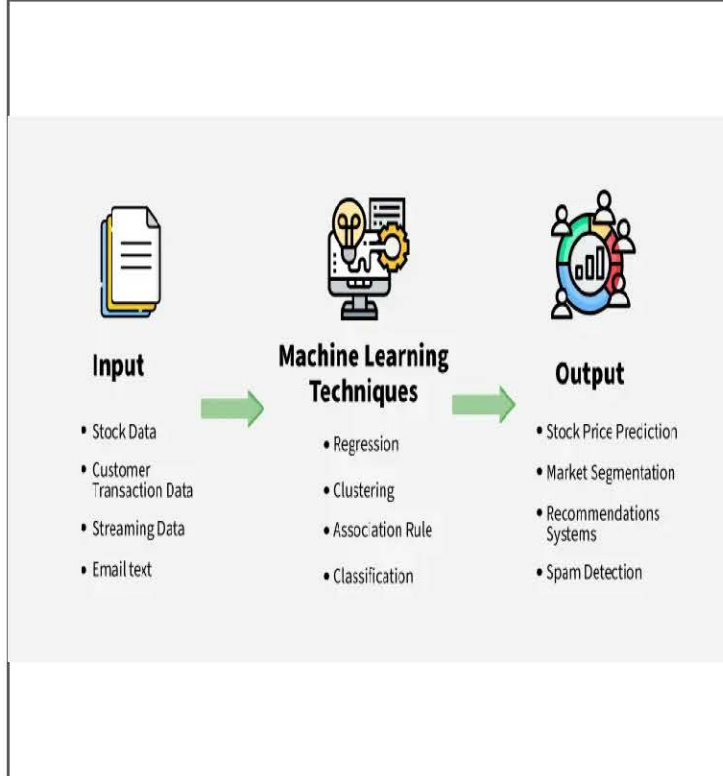 Input
• Stock Data
• Customer
Transaction Data
• Streaming Data
• Email text
Machine Learning
Techniques
• Regression
• Clustering
• Association Rule
• Classification
Output
• Stock Price Prediction
• Market Segmentation
• Recommendations
Systems
• Spam Detection